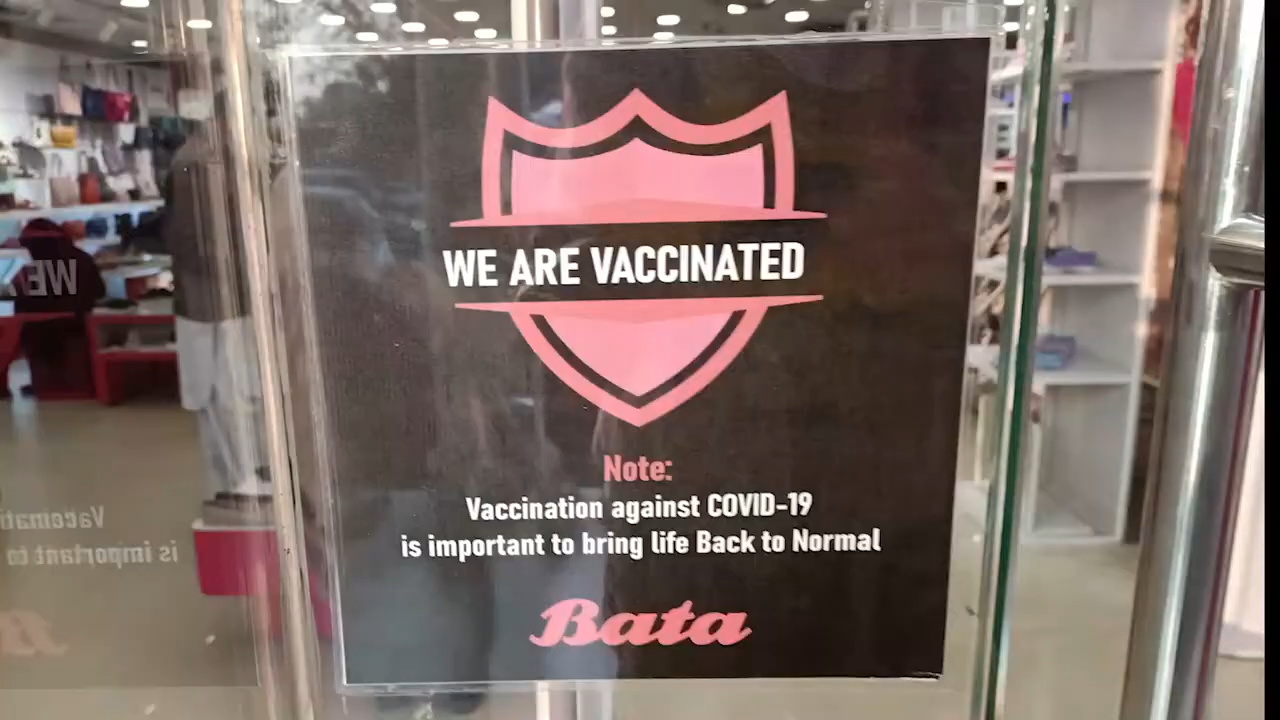 WE ARE VACCINATED
Note:
Vaccination against COVID-19
is important to bring life Back to Normal
Bata